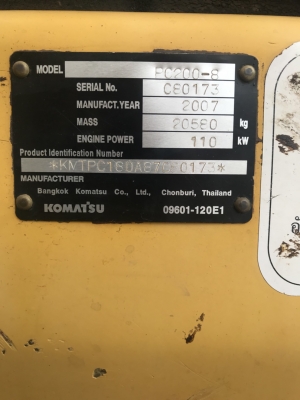 MODEL PC200-8
SERIAL No. C80173
MANUFACT.YEAR 2007
MASS 20580 kg
ENGINE POWER 110 kW
Product Identification Number
MANUFACTURER
Bangkok Komatsu Co., Ltd., Chonburi, Thailand
KOMATSU 09601-120E1